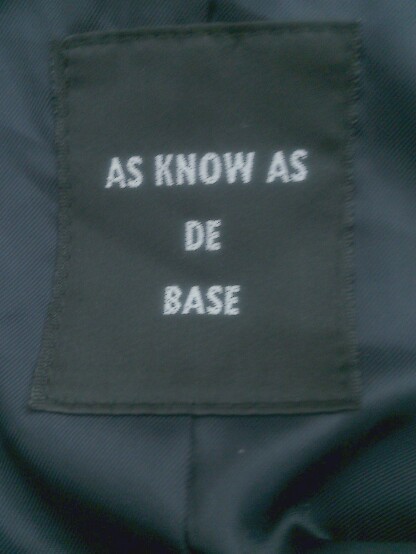 AS KNOW AS
DE
BASE